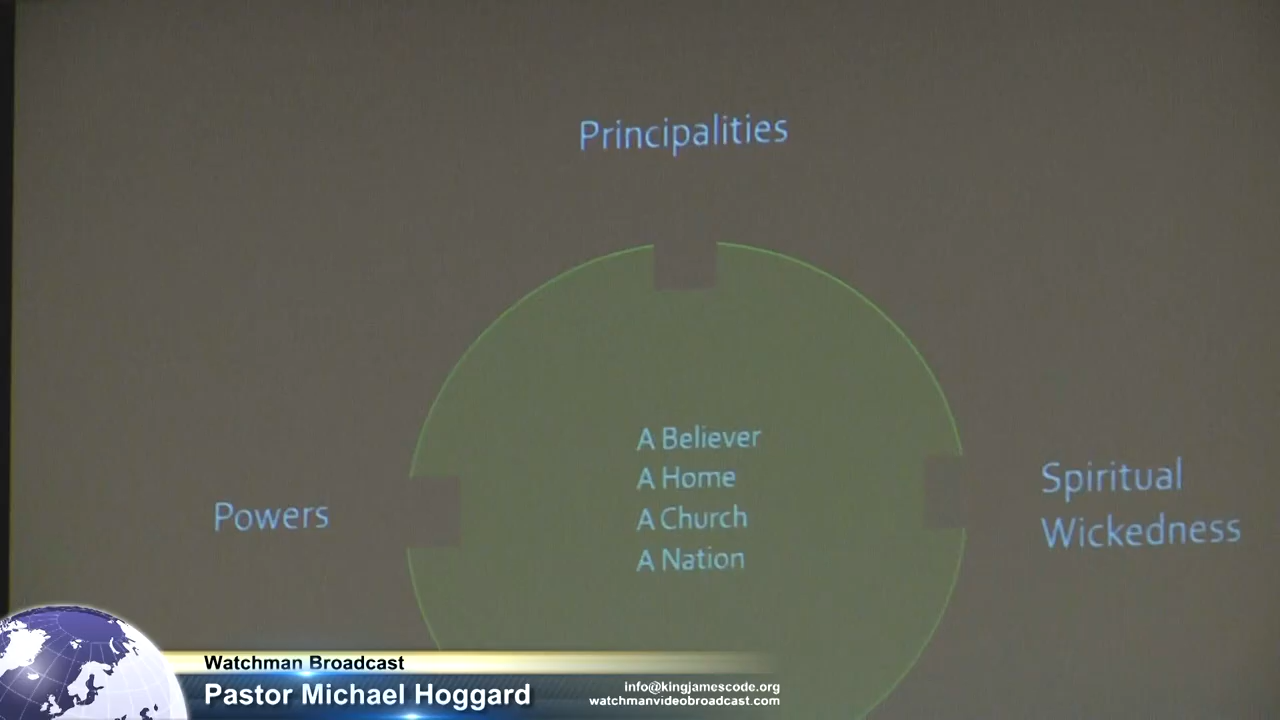 Principalities
A Believer
A Home
A Church
A Nation
Powers
Spiritual
Wickedness
Watchman Broadcast
Pastor Michael Hoggard
info@kingjamescode.org
watchmanvideobroadcast.com